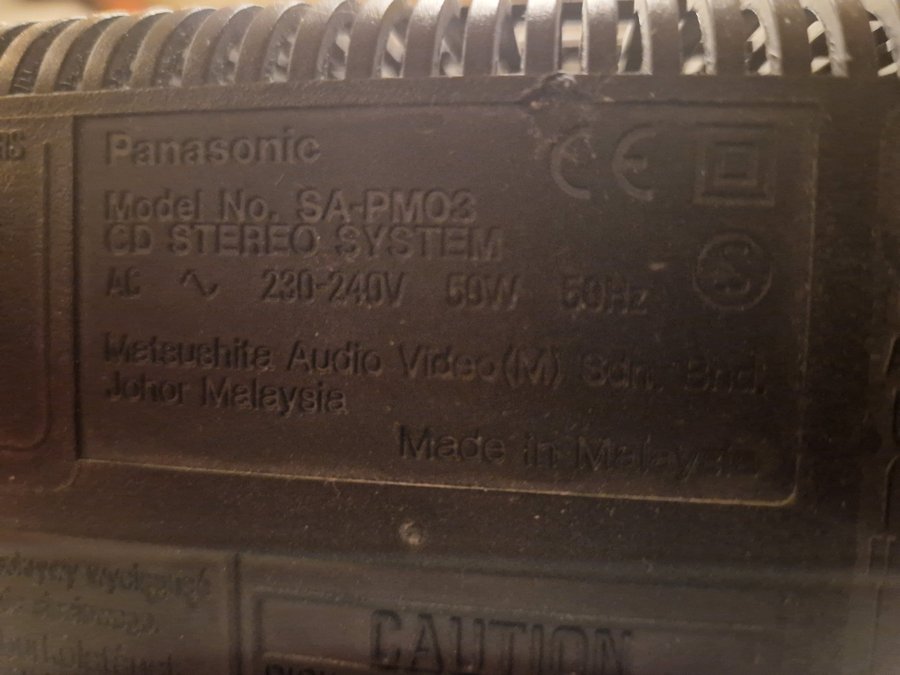 Panasonic
CE
Model No. SA-PM03
CD STEREO SYSTEM
AC 230-240V 50Hz
Matsushita Audio Video (M) Sdn. Bhd.
Johor Malaysia
Made in Malaysia
CAUTION